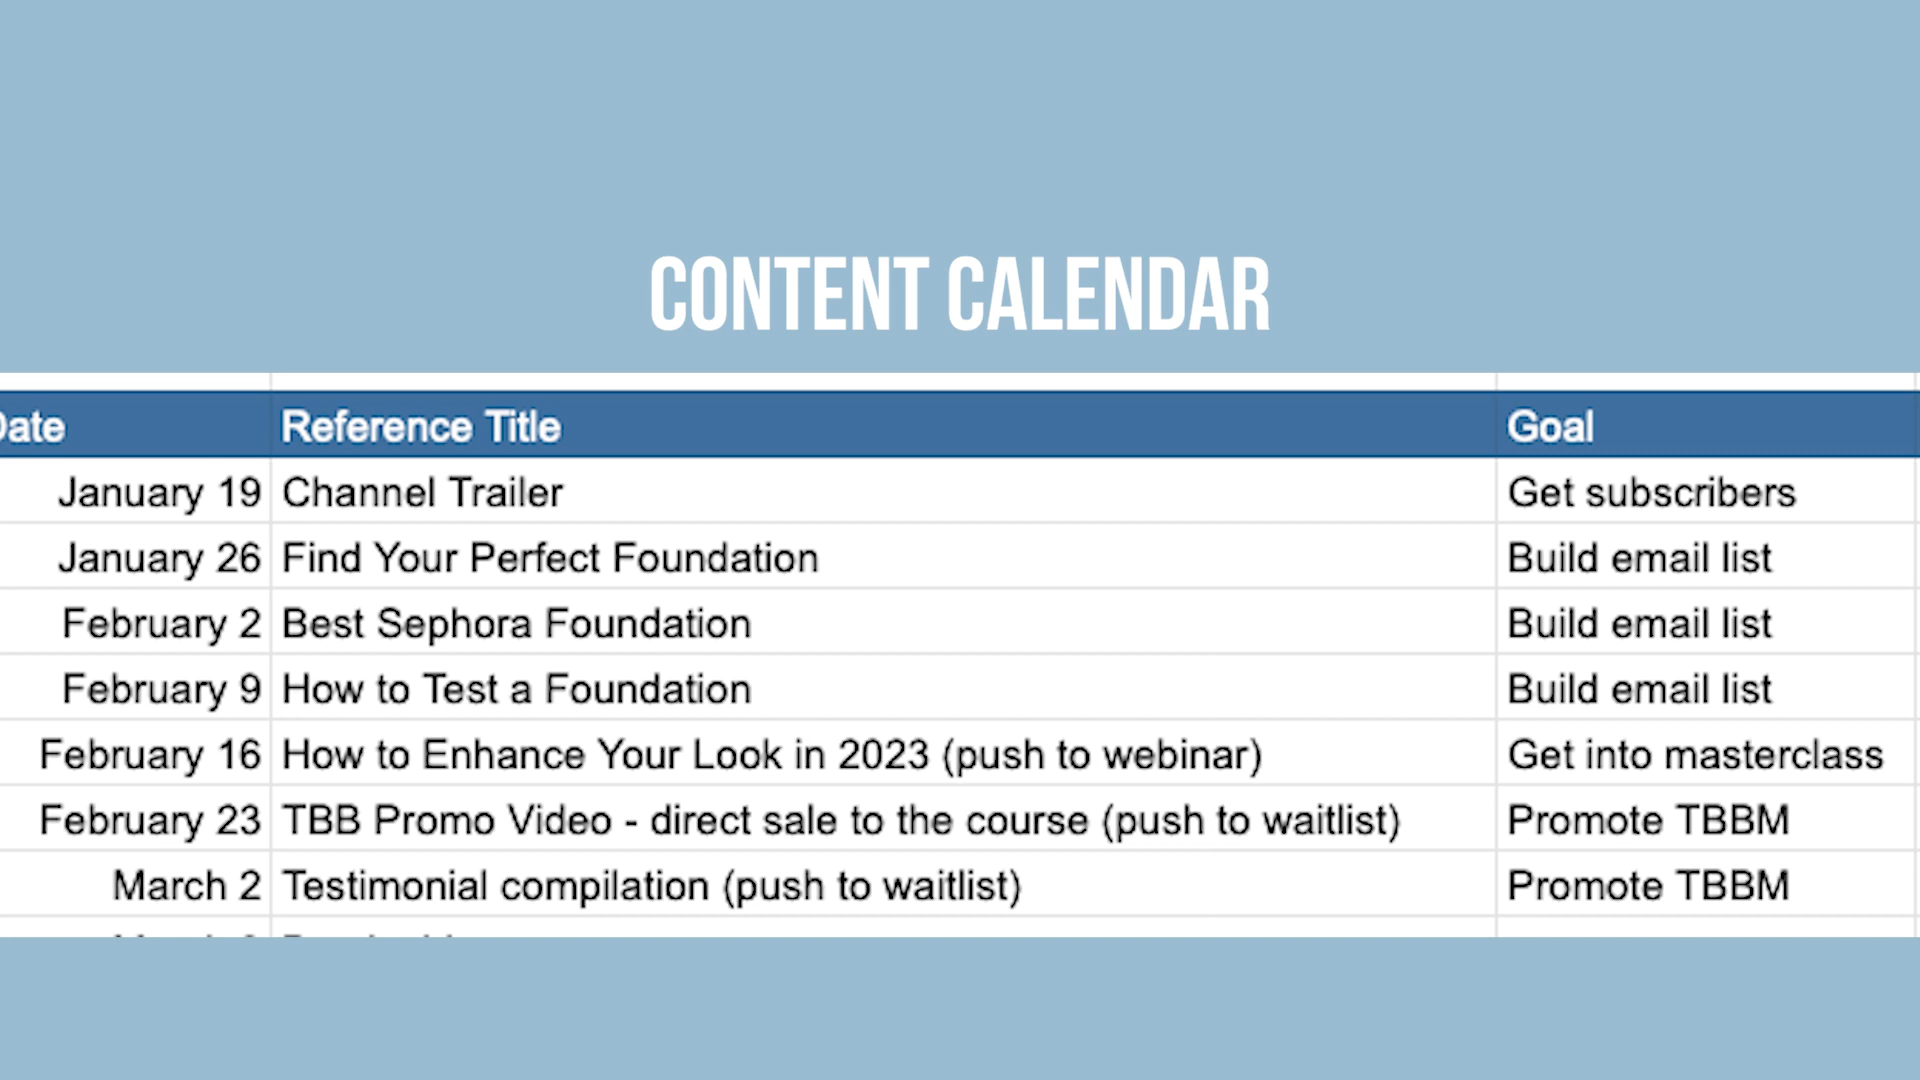 CONTENT CALENDAR
Date Reference Title Goal
January 19 Channel Trailer Get subscribers
January 26 Find Your Perfect Foundation Build email list
February 2 Best Sephora Foundation Build email list
February 9 How to Test a Foundation Build email list
February 16 How to Enhance Your Look in 2023 (push to webinar) Get into masterclass
February 23 TBB Promo Video - direct sale to the course (push to waitlist) Promote TBBM
March 2 Testimonial compilation (push to waitlist) Promote TBBM